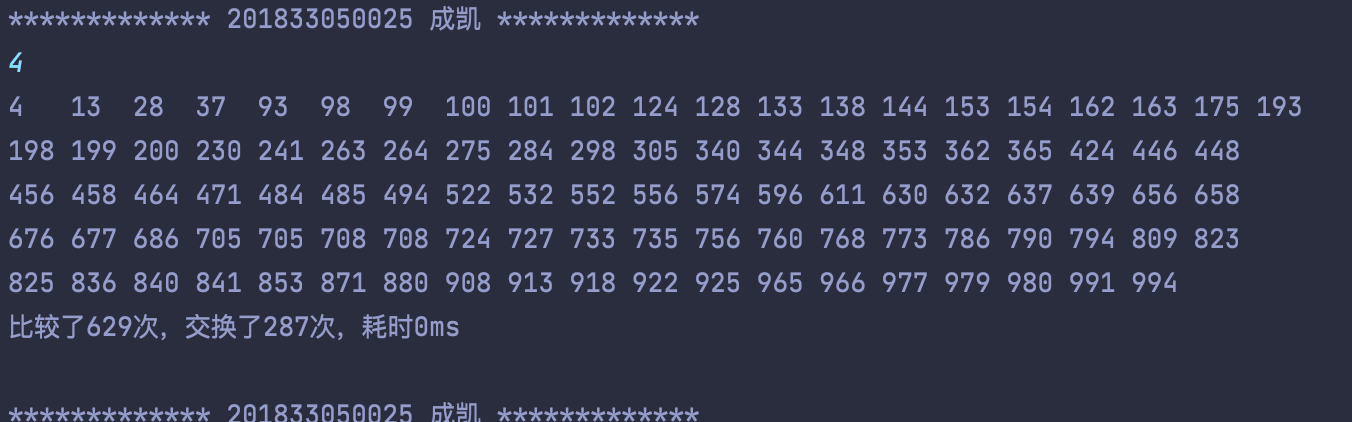 ************* 201833050025 成凯 *************
4
4 13 28 37 93 98 99 100 101 102 124 128 133 138 144 153 154 162 163 175 193
198 199 200 230 241 263 264 275 284 298 305 340 344 348 353 362 365 424 446 448
456 458 464 471 484 485 494 522 532 552 556 574 596 611 630 632 637 639 656 658
676 677 686 705 705 708 708 724 727 733 735 756 760 768 773 786 790 794 809 823
825 836 840 841 853 871 880 908 913 918 922 925 965 966 977 979 980 991 994
比较了629次，交换了287次，耗时0ms
************* 201833050025 成凯 *************